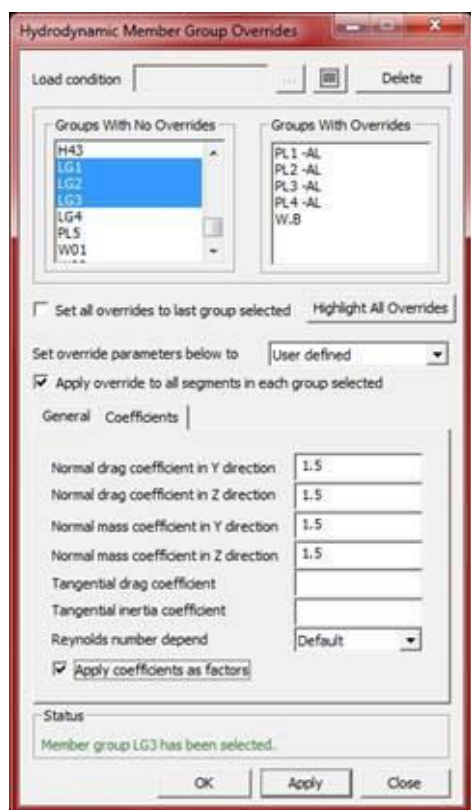 Hydrodynamic Member Group Overrides
Load condition ... Delete
Groups With No Overrides
H43
LG1
LG2
LG3
LG4
PL5
W01
Groups With Overrides
PL1 -AL
PL2 -AL
PL3 -AL
PL4 -AL
W.B
Set all overrides to last group selected Highlight All Overrides
Set override parameters below to User defined
Apply override to all segments in each group selected
General Coefficients
Normal drag coefficient in Y direction 1.5
Normal drag coefficient in Z direction 1.5
Normal mass coefficient in Y direction 1.5
Normal mass coefficient in Z direction 1.5
Tangential drag coefficient
Tangential inertia coefficient
Reynolds number depend Default
Apply coefficients as factors
Status
Member group LG3 has been selected.
OK Apply Close